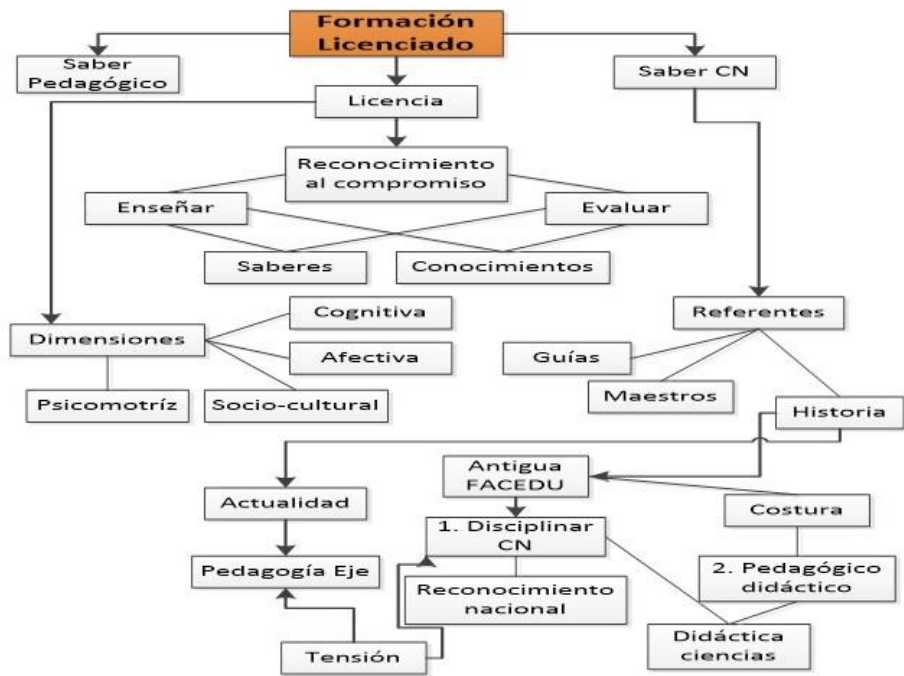 Formación
Licenciado
Saber
Pedagógico
Saber CN
Licencia
Reconocimiento
al compromiso
Enseñar
Evaluar
Saberes
Conocimientos
Referentes
Cognitiva
Dimensiones
Afectiva
Guías
Psicomotríz
Socio-cultural
Maestros
Historia
Antigua
FACEDU
Actualidad
Costura
1. Disciplinar
CN
Pedagogía Eje
2. Pedagógico
didáctico
Reconocimiento
nacional
Tensión
Didáctica
ciencias